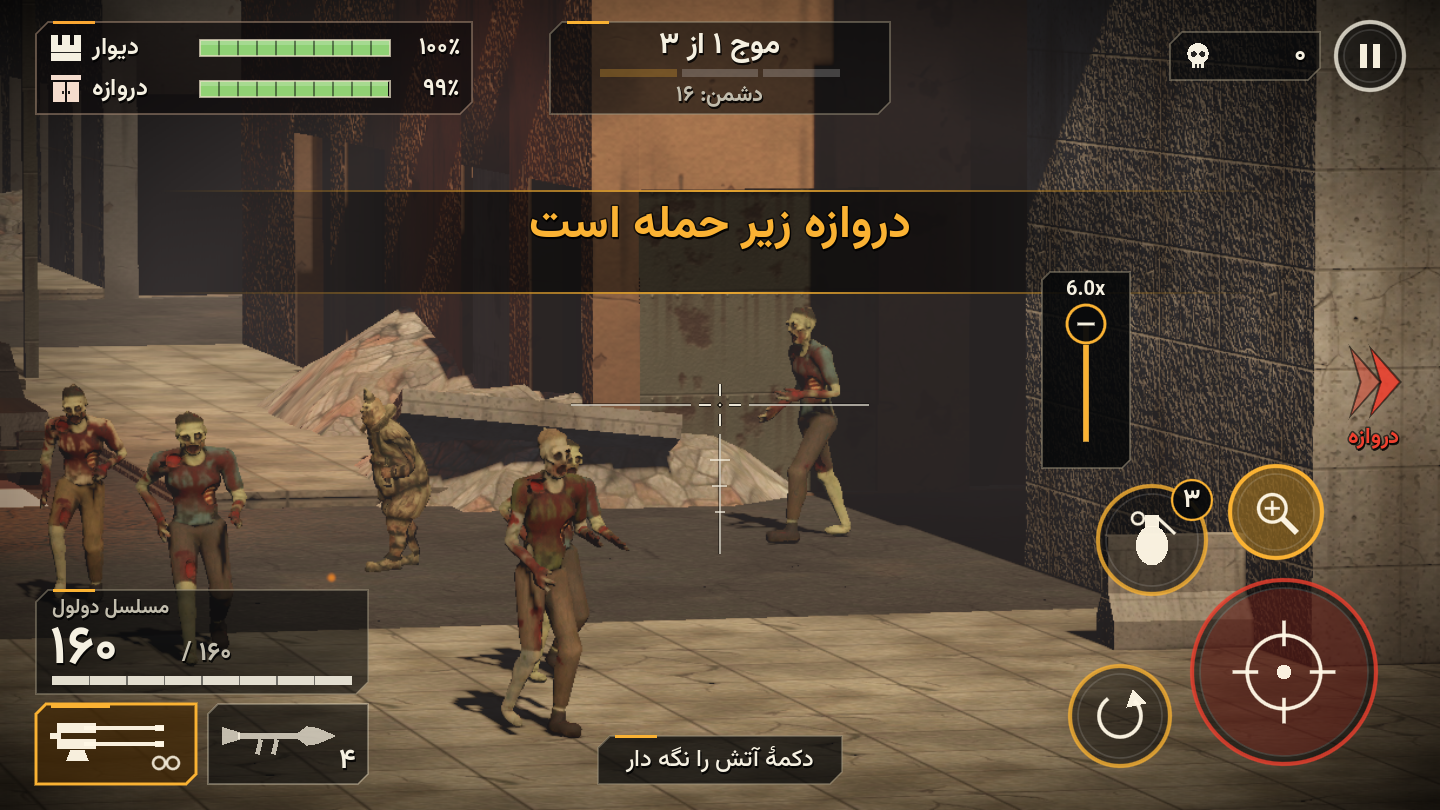 دیوار ۱۰۰٪
دروازه ۹۹٪
موج ۱ از ۳
دشمن: ۱۶
۰
دروازه زیر حمله است
6.0x
دروازه
۳
مسلسل دولول
۱۶۰ / ۱۶۰
∞
۴
دکمهٔ آتش را نگه دار